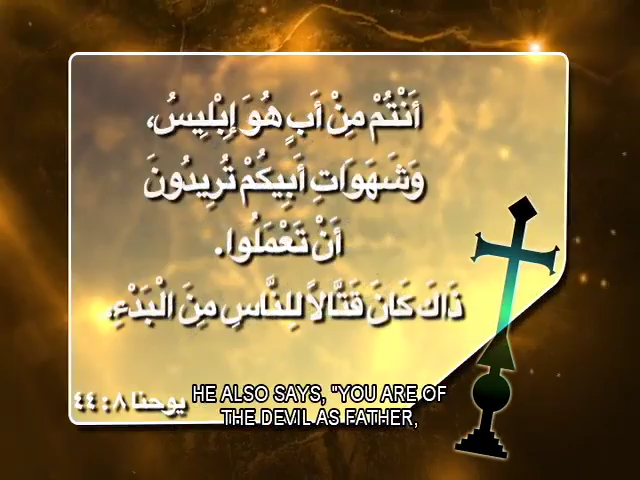 أَنْتُمْ مِنْ أَبٍ هُوَ إِبْلِيسُ،
وَشَهَوَاتِ أَبِيكُمْ تُرِيدُونَ
أَنْ تَعْمَلُوا.
ذَاكَ كَانَ قَتَّالاً لِلنَّاسِ مِنَ الْبَدْءِ.
يوحنا ٨: ٤٤
HE ALSO SAYS, "YOU ARE OF
THE DEVIL AS FATHER,